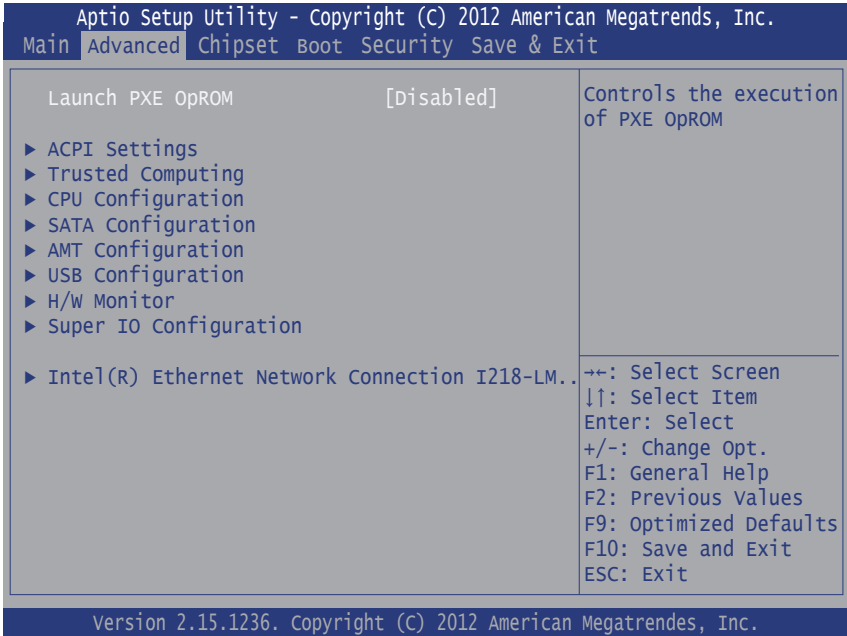 Aptio Setup Utility - Copyright (C) 2012 American Megatrends, Inc.
Main Advanced Chipset Boot Security Save & Exit
Launch PXE OpROM [Disabled]
▶ ACPI Settings
▶ Trusted Computing
▶ CPU Configuration
▶ SATA Configuration
▶ AMT Configuration
▶ USB Configuration
▶ H/W Monitor
▶ Super IO Configuration
▶ Intel(R) Ethernet Network Connection I218-LM..
Controls the execution
of PXE OpROM
→←: Select Screen
↓↑: Select Item
Enter: Select
+/-: Change Opt.
F1: General Help
F2: Previous Values
F9: Optimized Defaults
F10: Save and Exit
ESC: Exit
Version 2.15.1236. Copyright (C) 2012 American Megatrendes, Inc.